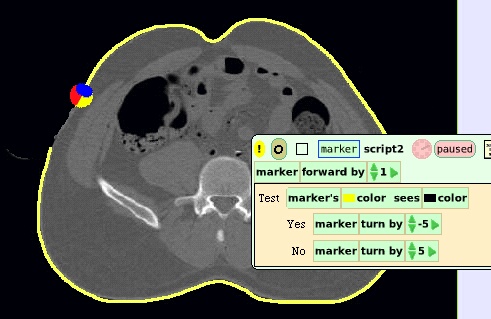 ! marker script2 paused
marker forward by 1
Test marker's color sees color
Yes marker turn by -5
No marker turn by 5